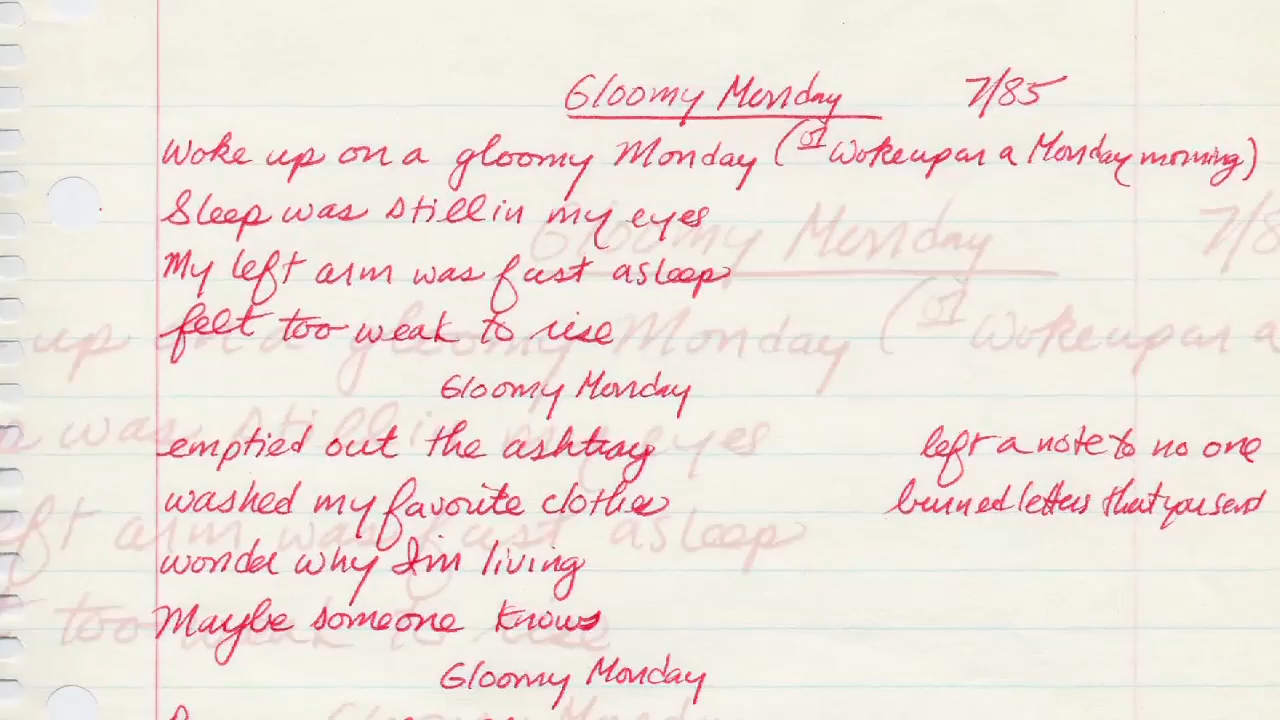 Gloomy Monday 7/85
Woke up on a gloomy Monday (or Woke up on a Monday morning)
Sleep was still in my eyes
My left arm was fast asleep
felt too weak to rise
Gloomy Monday
emptied out the ashtray left a note to no one
washed my favorite clothes burned letters that you send
wonder why I'm living
Maybe someone knows
Gloomy Monday